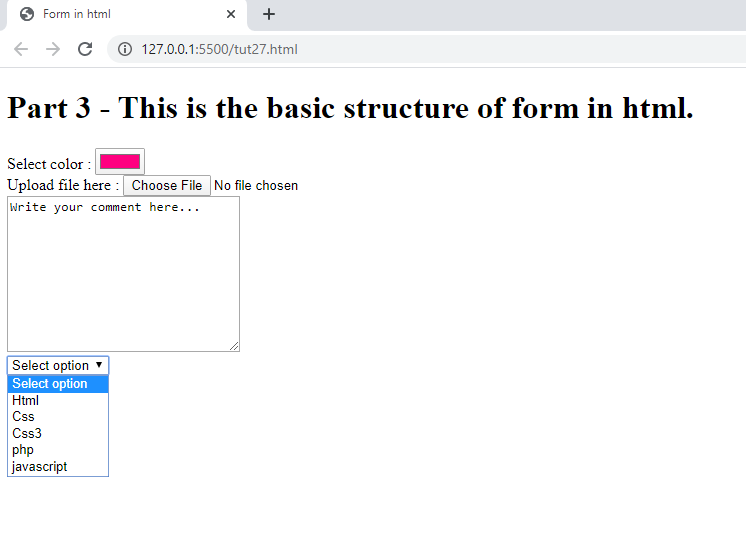 Form in html
127.0.0.1:5500/tut27.html
Part 3 - This is the basic structure of form in html.
Select color :
Upload file here : Choose File No file chosen
Write your comment here...
Select option
Select option
Html
Css
Css3
php
javascript